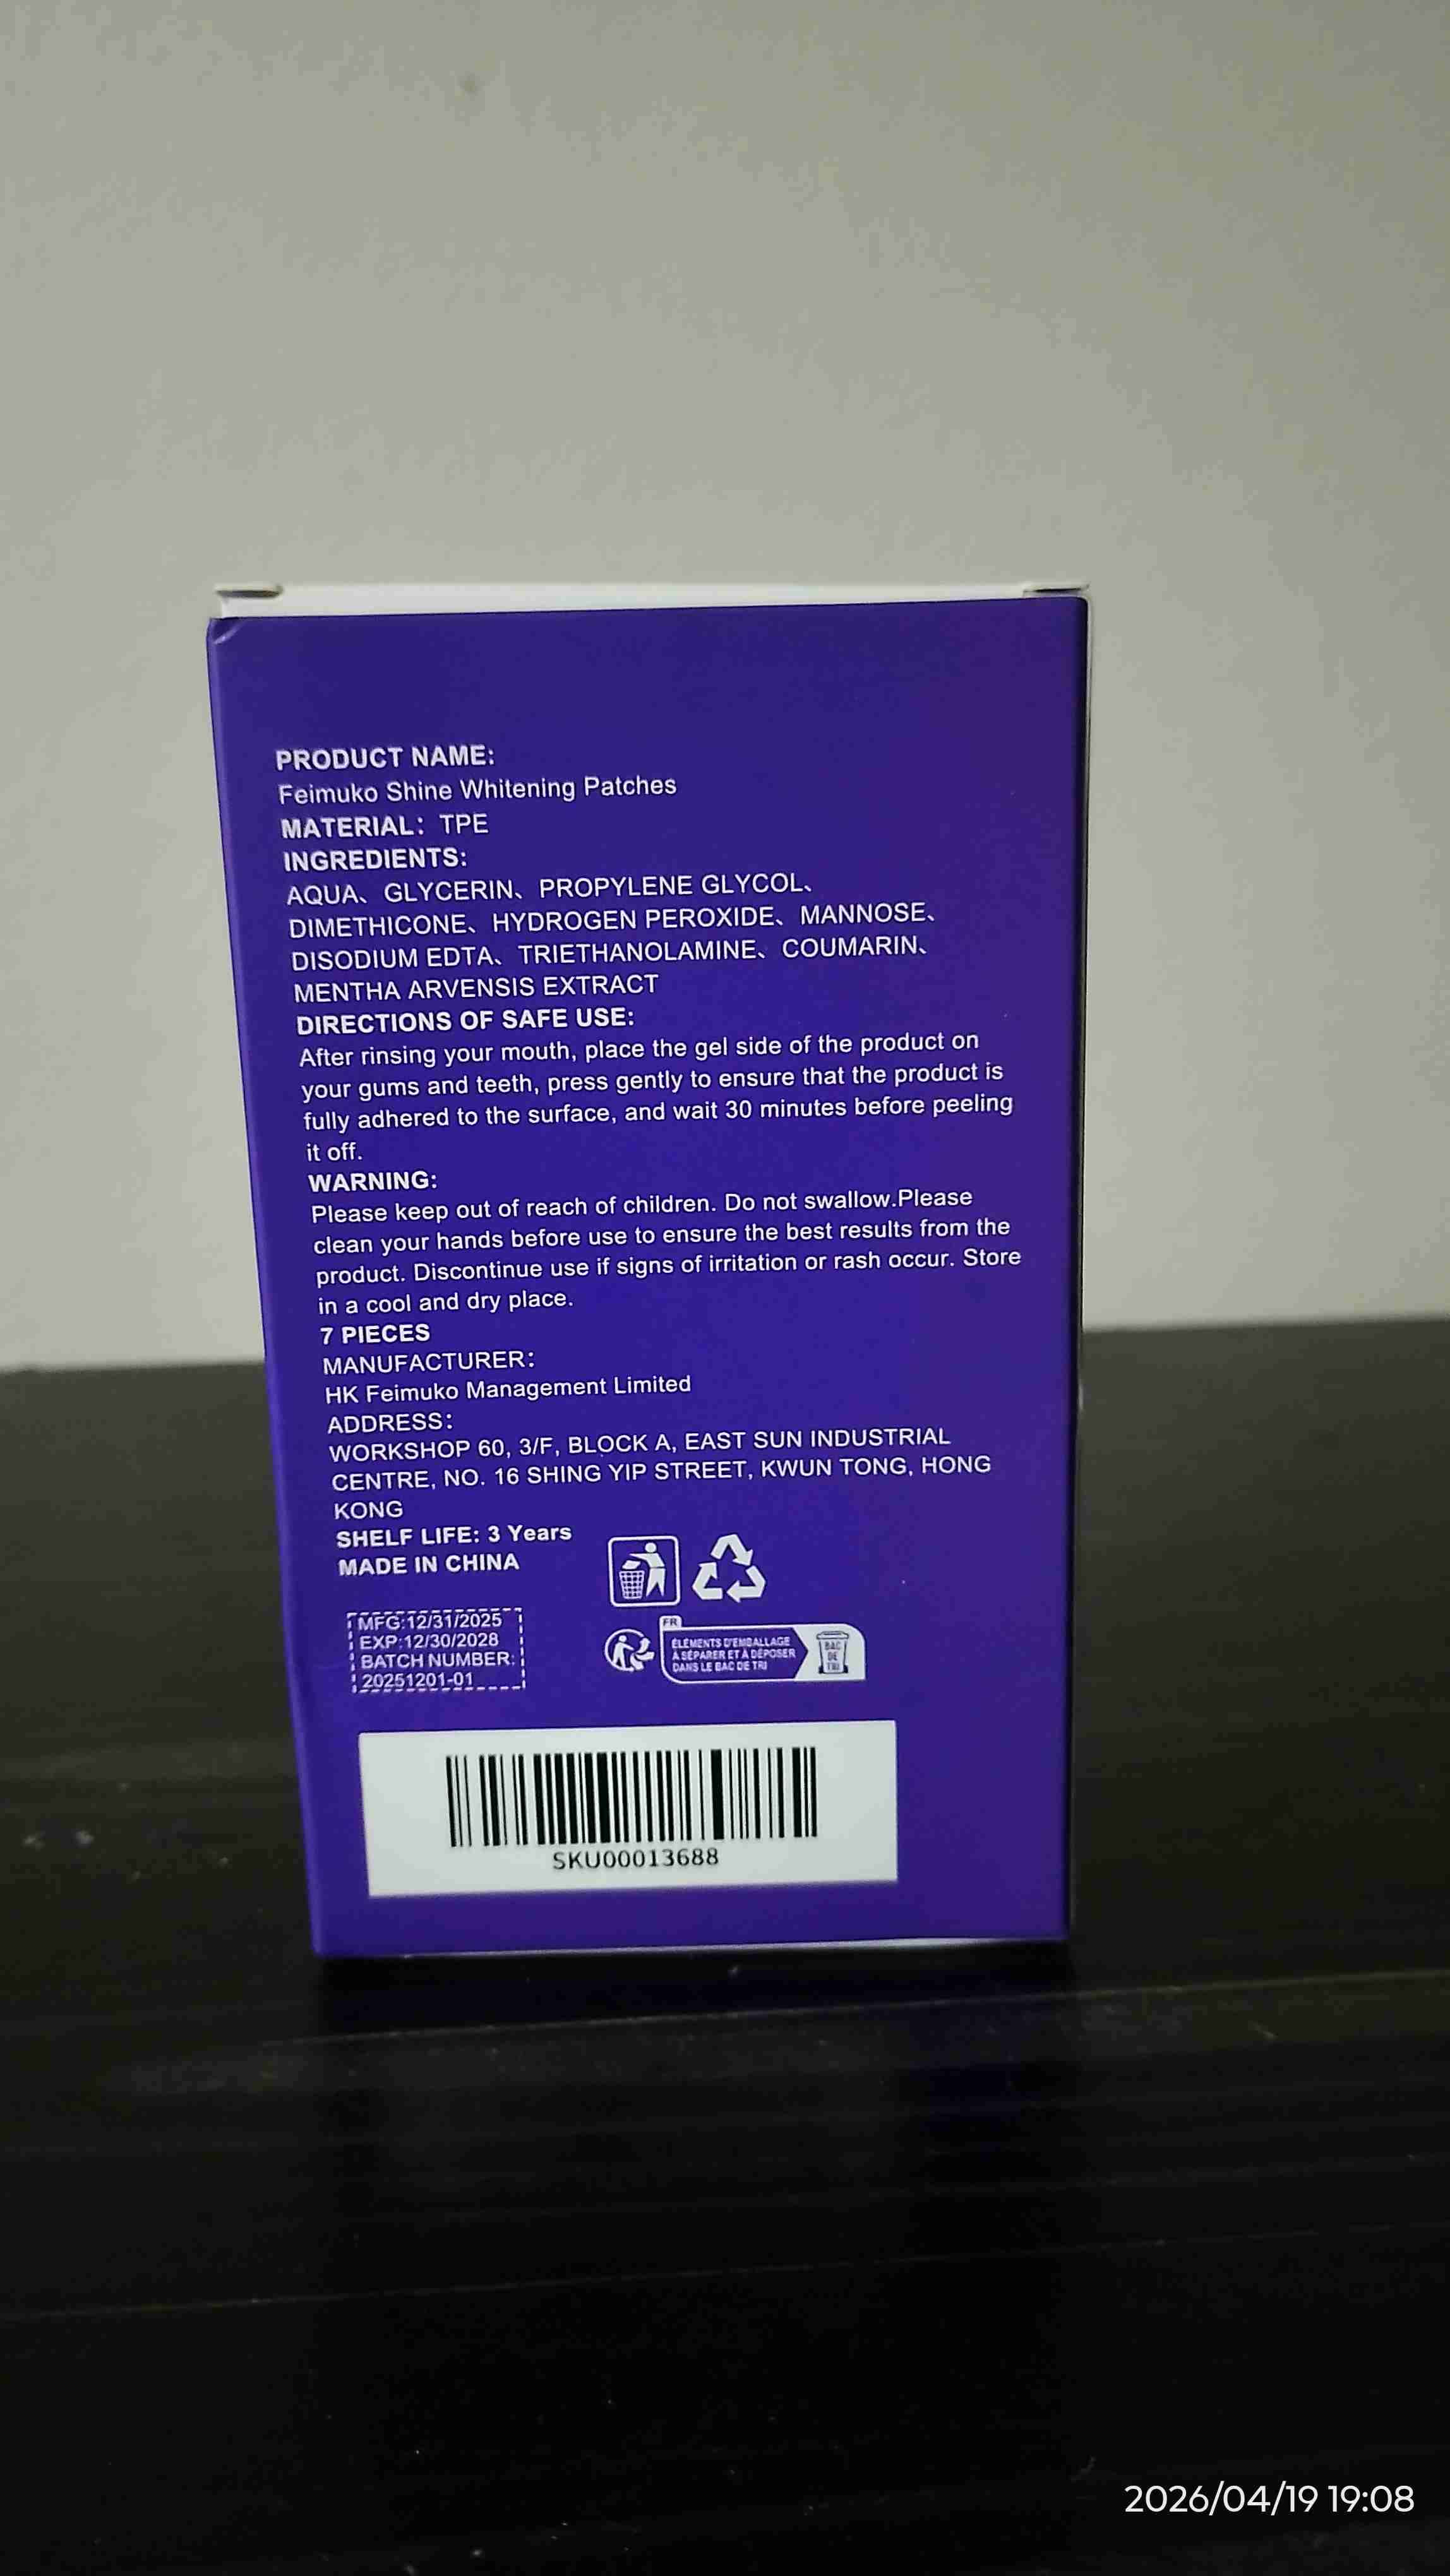 PRODUCT NAME:
Feimuko Shine Whitening Patches
MATERIAL: TPE
INGREDIENTS:
AQUA、GLYCERIN、PROPYLENE GLYCOL、
DIMETHICONE、HYDROGEN PEROXIDE、MANNOSE、
DISODIUM EDTA、TRIETHANOLAMINE、COUMARIN、
MENTHA ARVENSIS EXTRACT
DIRECTIONS OF SAFE USE:
After rinsing your mouth, place the gel side of the product on
your gums and teeth, press gently to ensure that the product is
fully adhered to the surface, and wait 30 minutes before peeling
it off.
WARNING:
Please keep out of reach of children. Do not swallow.Please
clean your hands before use to ensure the best results from the
product. Discontinue use if signs of irritation or rash occur. Store
in a cool and dry place.
7 PIECES
MANUFACTURER:
HK Feimuko Management Limited
ADDRESS:
WORKSHOP 60, 3/F, BLOCK A, EAST SUN INDUSTRIAL
CENTRE, NO. 16 SHING YIP STREET, KWUN TONG, HONG
KONG
SHELF LIFE: 3 Years
MADE IN CHINA
MFG:12/31/2025
EXP:12/30/2028
BATCH NUMBER:
20251201-01
FR
ÉLÉMENTS D'EMBALLAGE
À SÉPARER ET À DÉPOSER
DANS LE BAC DE TRI
BAC
DE
TRI
SKU00013688
2026/04/19 19:08